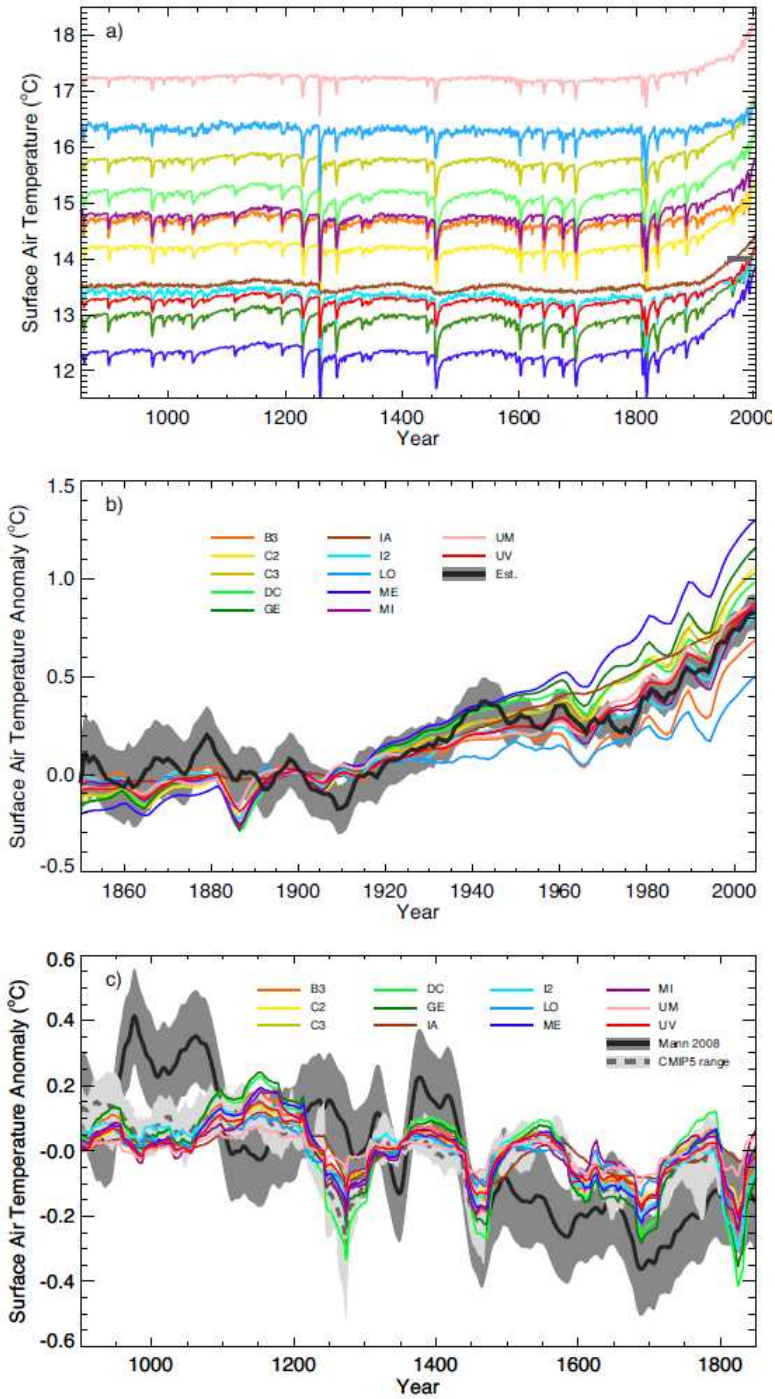 a)
18
17
16
15
14
13
12
Surface Air Temperature (°C)
1000 1200 1400 1600 1800 2000
Year
b)
1.5
1.0
0.5
0.0
-0.5
Surface Air Temperature Anomaly (°C)
B3 IA UM
C2 I2 UV
C3 LO Est.
DC ME
GE MI
1860 1880 1900 1920 1940 1960 1980 2000
Year
c)
0.6
0.4
0.2
-0.0
-0.2
-0.4
-0.6
Surface Air Temperature Anomaly (°C)
B3 DC I2 MI
C2 GE LO UM
C3 IA ME UV
Mann 2008
CMIP5 range
1000 1200 1400 1600 1800
Year